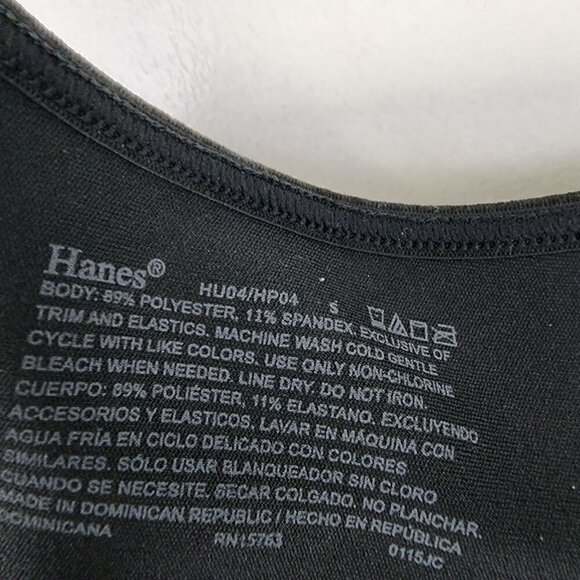 Hanes®
HU04/HP04 S
BODY: 89% POLYESTER, 11% SPANDEX, EXCLUSIVE OF
TRIM AND ELASTICS. MACHINE WASH COLD GENTLE
CYCLE WITH LIKE COLORS. USE ONLY NON-CHLORINE
BLEACH WHEN NEEDED. LINE DRY. DO NOT IRON.
CUERPO: 89% POLIÉSTER, 11% ELASTANO. EXCLUYENDO
ACCESORIOS Y ELASTICOS, LAVAR EN MÁQUINA CON
AGUA FRÍA EN CICLO DELICADO CON COLORES
SIMILARES. SÓLO USAR BLANQUEADOR SIN CLORO
CUANDO SE NECESITE. SECAR COLGADO. NO PLANCHAR.
MADE IN DOMINICAN REPUBLIC / HECHO EN REPÚBLICA
DOMINICANA RN15763 0115JC